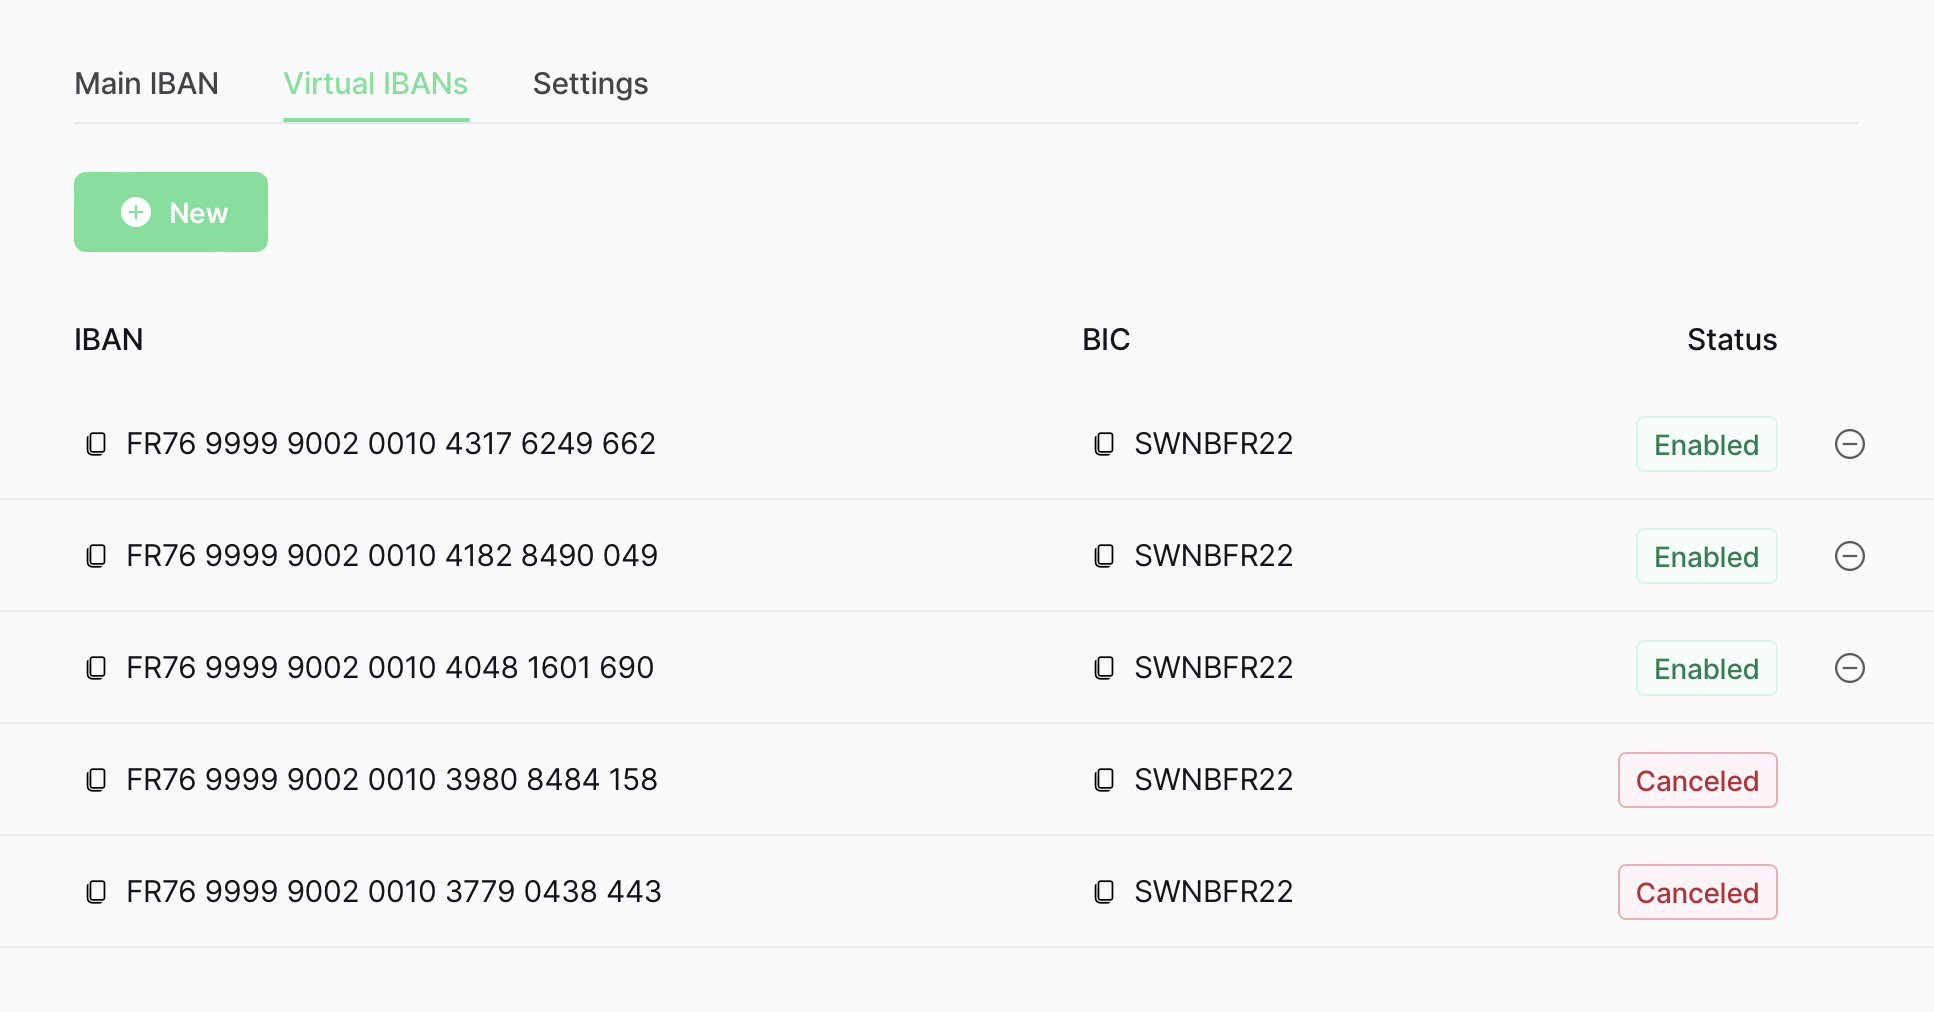 Main IBAN Virtual IBANs Settings
New
IBAN BIC Status
FR76 9999 9002 0010 4317 6249 662 SWNBFR22 Enabled
FR76 9999 9002 0010 4182 8490 049 SWNBFR22 Enabled
FR76 9999 9002 0010 4048 1601 690 SWNBFR22 Enabled
FR76 9999 9002 0010 3980 8484 158 SWNBFR22 Canceled
FR76 9999 9002 0010 3779 0438 443 SWNBFR22 Canceled